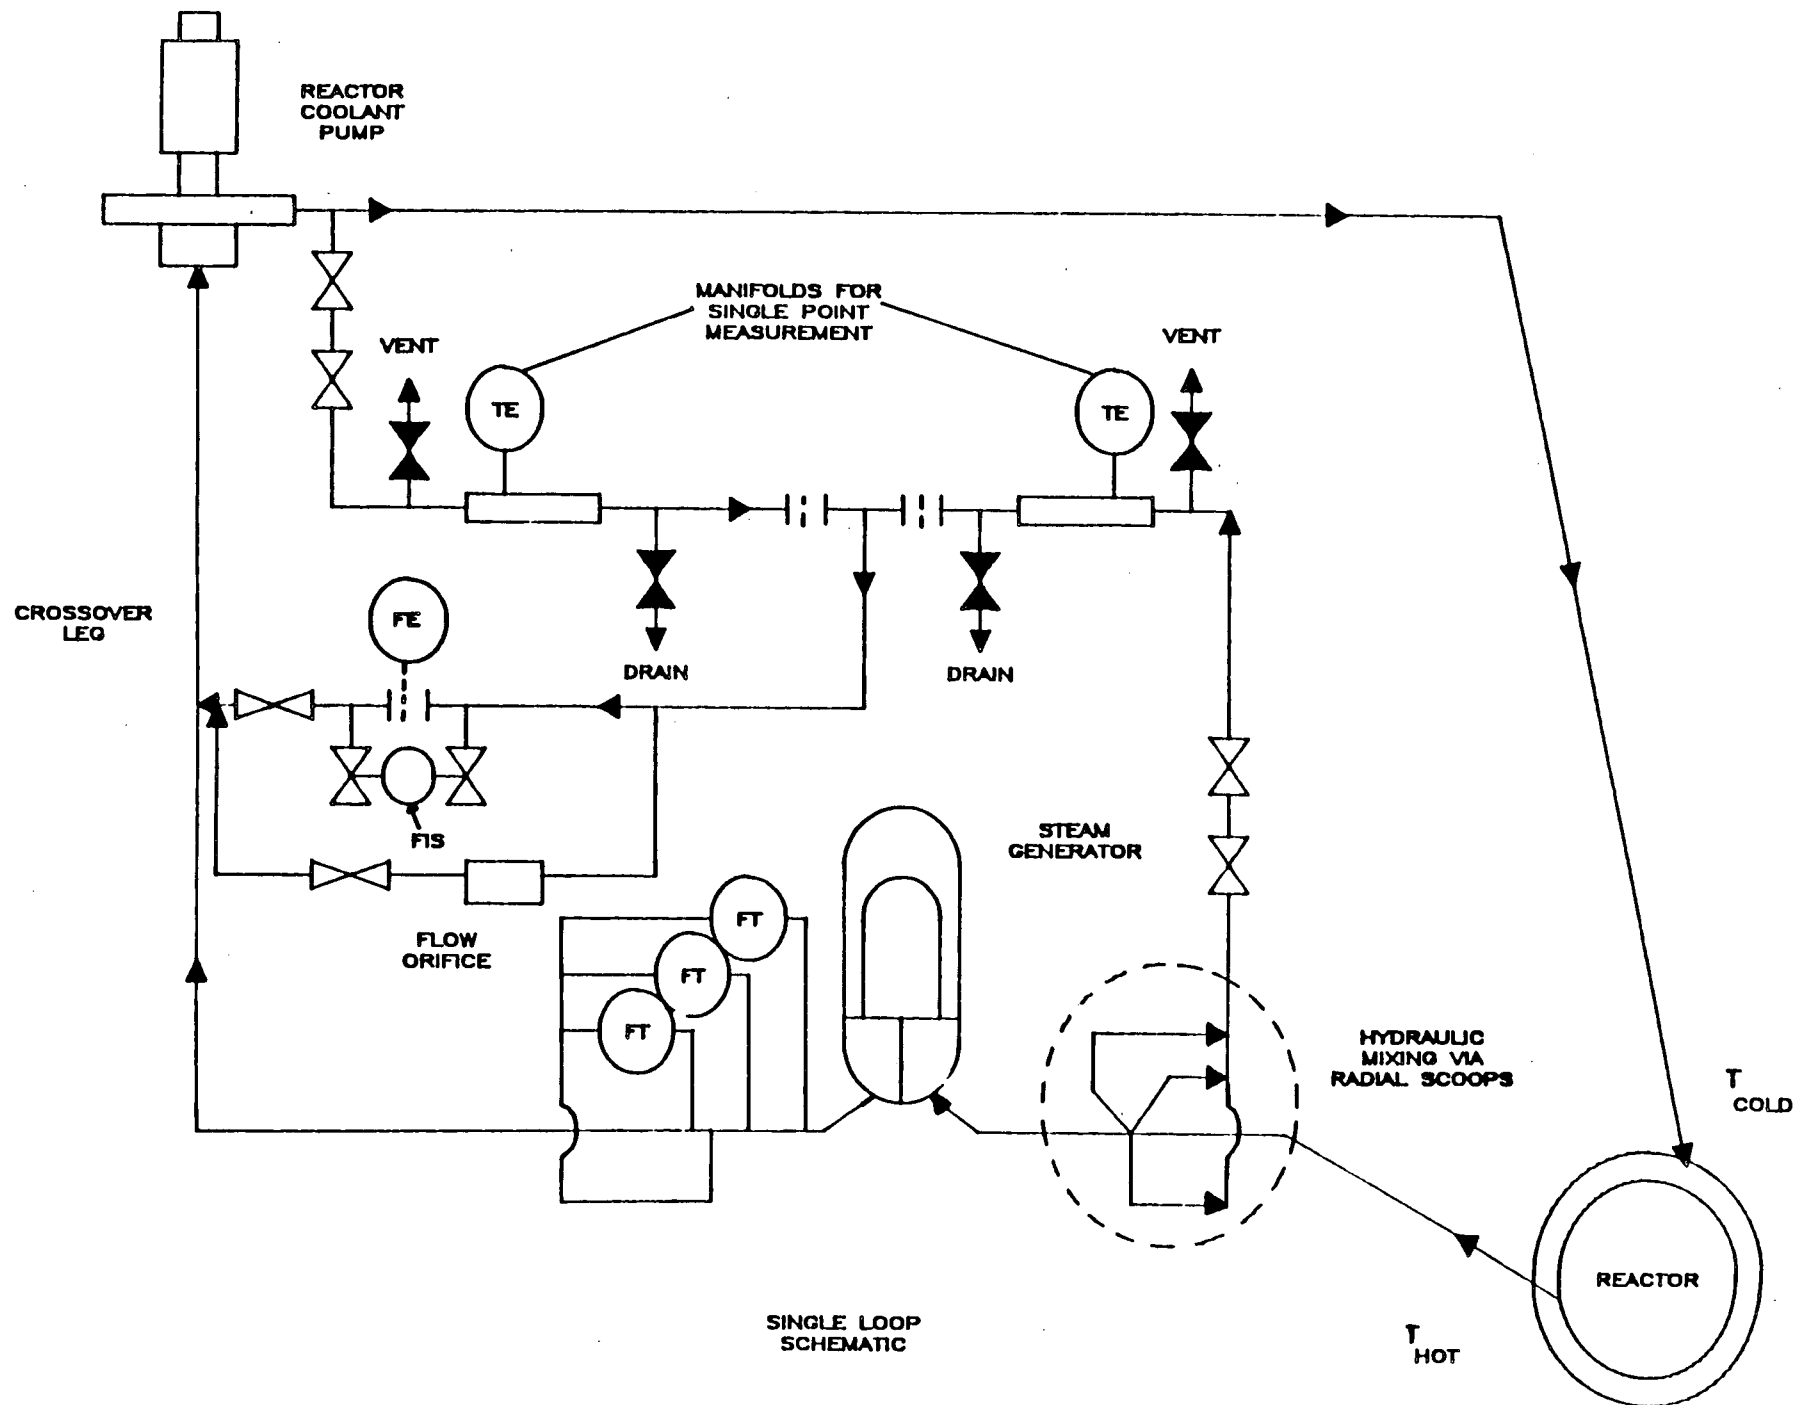 REACTOR
COOLANT
PUMP
MANIFOLDS FOR
SINGLE POINT
MEASUREMENT
VENT
VENT
TE
TE
CROSSOVER
LEG
FE
DRAIN
DRAIN
FIS
STEAM
GENERATOR
FLOW
ORIFICE
FT
FT
FT
HYDRAULIC
MIXING VIA
RADIAL SCOOPS
T
COLD
REACTOR
SINGLE LOOP
SCHEMATIC
T
HOT